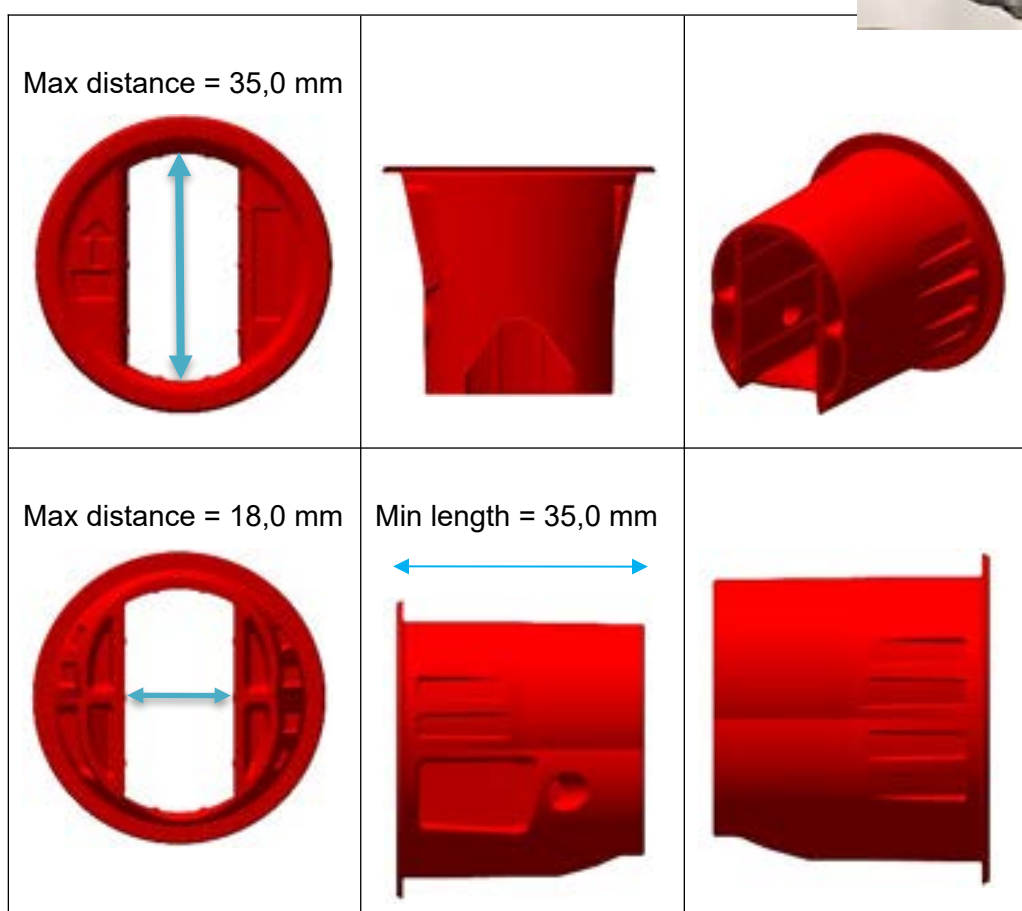 Max distance = 35,0 mm
Max distance = 18,0 mm
Min length = 35,0 mm